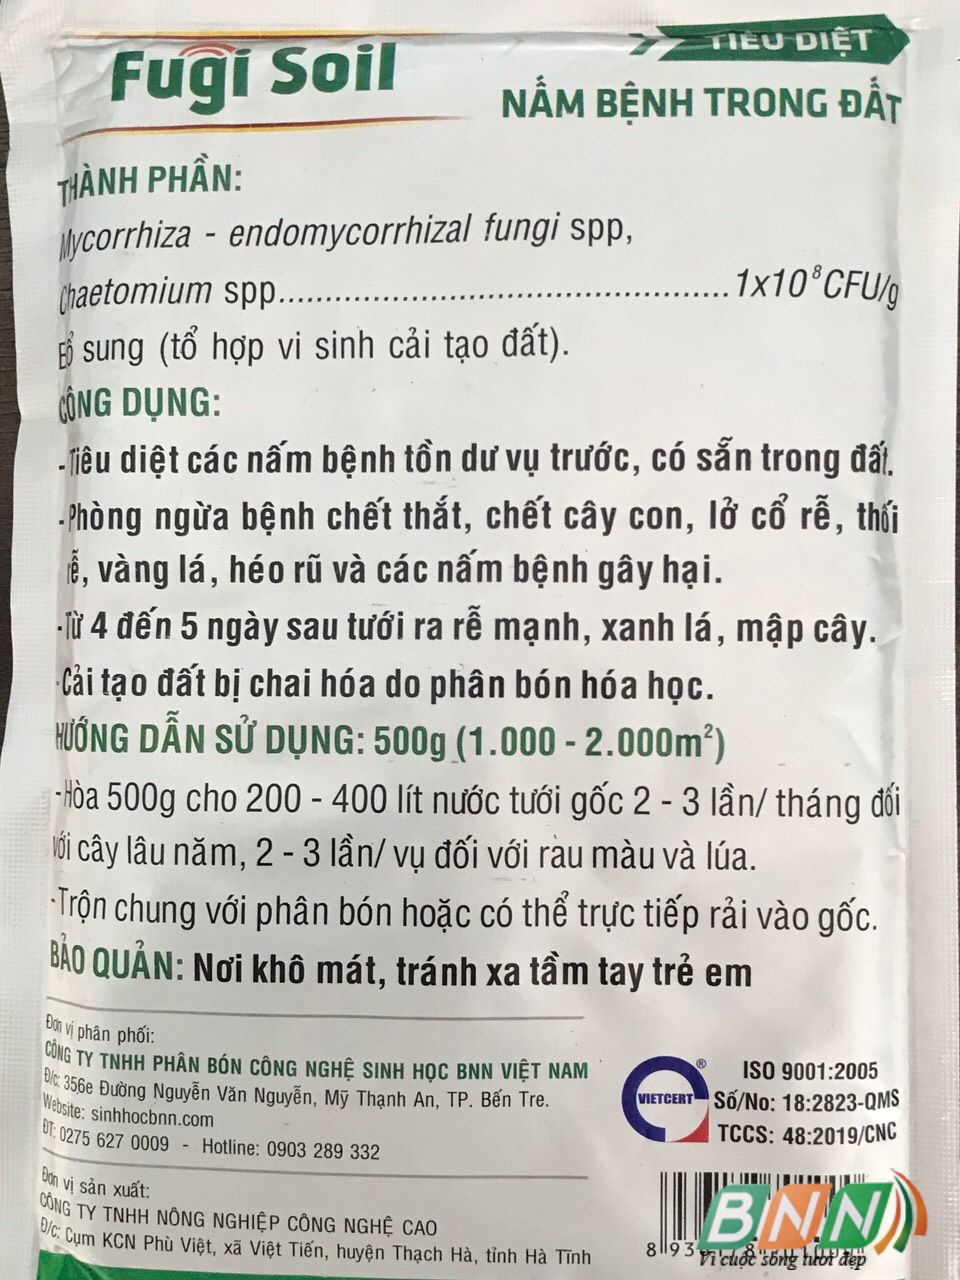 Fugi Soil
TIÊU DIỆT
NẤM BỆNH TRONG ĐẤT
THÀNH PHẦN:
Mycorrhiza - endomycorrhizal fungi spp,
Chaetomium spp...........................................1x10⁸CFU/g
Bổ sung (tổ hợp vi sinh cải tạo đất).
CÔNG DỤNG:
-Tiêu diệt các nấm bệnh tồn dư vụ trước, có sẵn trong đất.
-Phòng ngừa bệnh chết thắt, chết cây con, lở cổ rễ, thối
rễ, vàng lá, héo rũ và các nấm bệnh gây hại.
-Từ 4 đến 5 ngày sau tưới ra rễ mạnh, xanh lá, mập cây.
-Cải tạo đất bị chai hóa do phân bón hóa học.
HƯỚNG DẪN SỬ DỤNG: 500g (1.000 - 2.000m²)
-Hòa 500g cho 200 - 400 lít nước tưới gốc 2 - 3 lần/ tháng đối
với cây lâu năm, 2 - 3 lần/ vụ đối với ràu màu và lúa.
-Trộn chung với phân bón hoặc có thể trực tiếp rải vào gốc.
BẢO QUẢN: Nơi khô mát, tránh xa tầm tay trẻ em
Đơn vị phân phối:
CÔNG TY TNHH PHÂN BÓN CÔNG NGHỆ SINH HỌC BNN VIỆT NAM
Đ/c: 356e Đường Nguyễn Văn Nguyễn, Mỹ Thạnh An, TP. Bến Tre.
Website: sinhhocbnn.com
ĐT: 0275 627 0009 - Hotline: 0903 289 332
VIETCERT ®
ISO 9001:2005
Số/No: 18:2823-QMS
TCCS: 48:2019/CNC
Đơn vị sản xuất:
CÔNG TY TNHH NÔNG NGHIỆP CÔNG NGHỆ CAO
Đ/c: Cụm KCN Phù Việt, xã Việt Tiến, huyện Thạch Hà, tỉnh Hà Tĩnh
BNN
Vì cuộc sống tươi đẹp